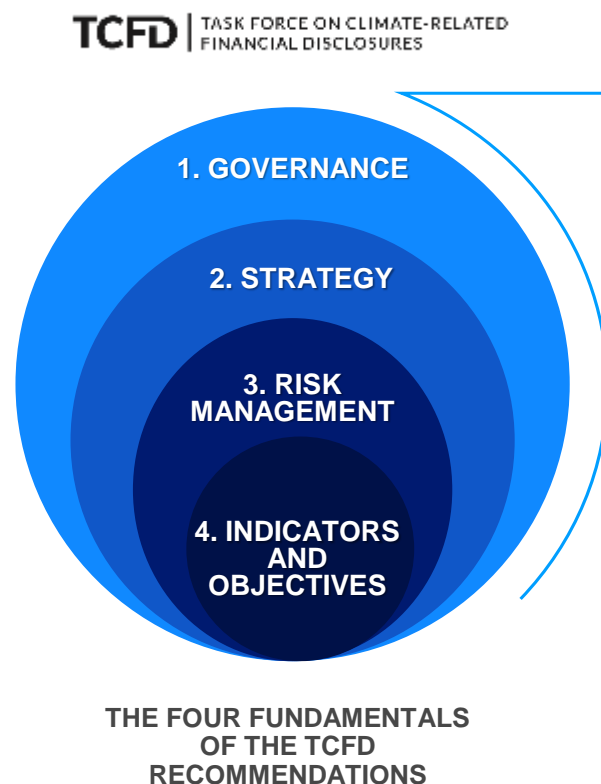 TCFD
TASK FORCE ON CLIMATE-RELATED
FINANCIAL DISCLOSURES
1. GOVERNANCE
2. STRATEGY
3. RISK
MANAGEMENT
4. INDICATORS
AND
OBJECTIVES
THE FOUR FUNDAMENTALS
OF THE TCFD
RECOMMENDATIONS